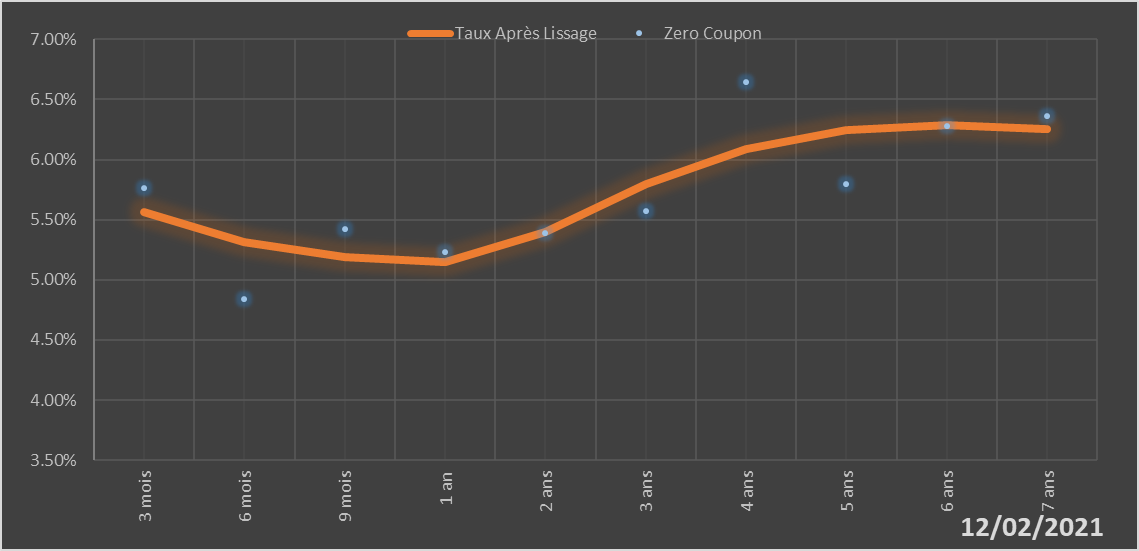 Taux Après Lissage Zero Coupon
7.00%
6.50%
6.00%
5.50%
5.00%
4.50%
4.00%
3.50%
3 mois
6 mois
9 mois
1 an
2 ans
3 ans
4 ans
5 ans
6 ans
7 ans
12/02/2021